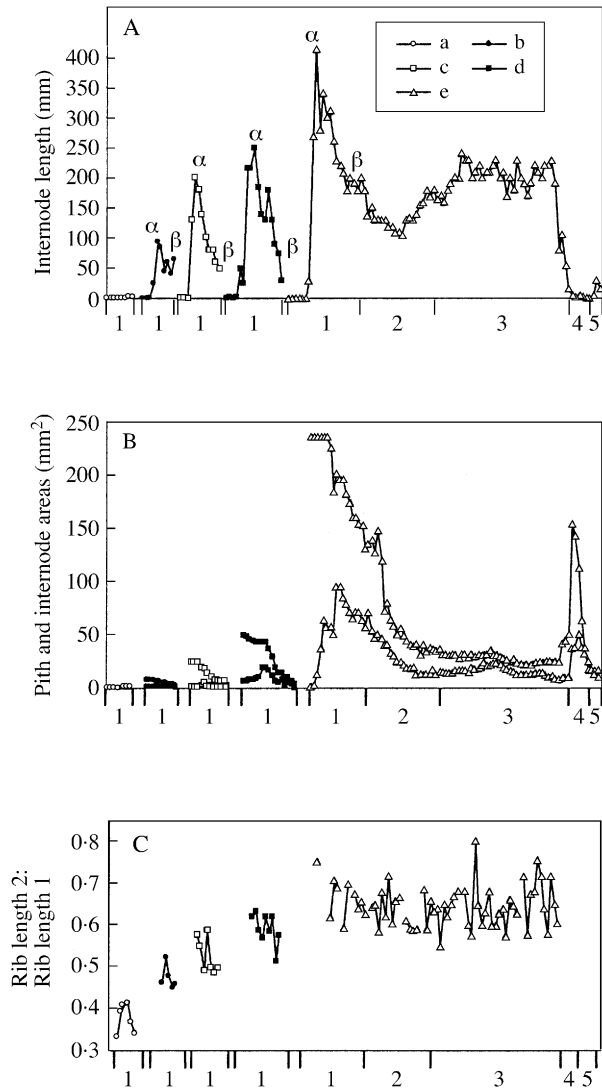 A
α
a
b
c
d
e
Internode length (mm)
400
350
300
250
200
150
100
50
0
α
β
α
β
α
β
β
1
1
1
1
1
2
3
4
5
B
Pith and internode areas (mm²)
250
200
150
100
50
0
1
1
1
1
1
2
3
4
5
C
Rib length 2:
Rib length 1
0·8
0·7
0·6
0·5
0·4
0·3
1
1
1
1
1
2
3
4
5